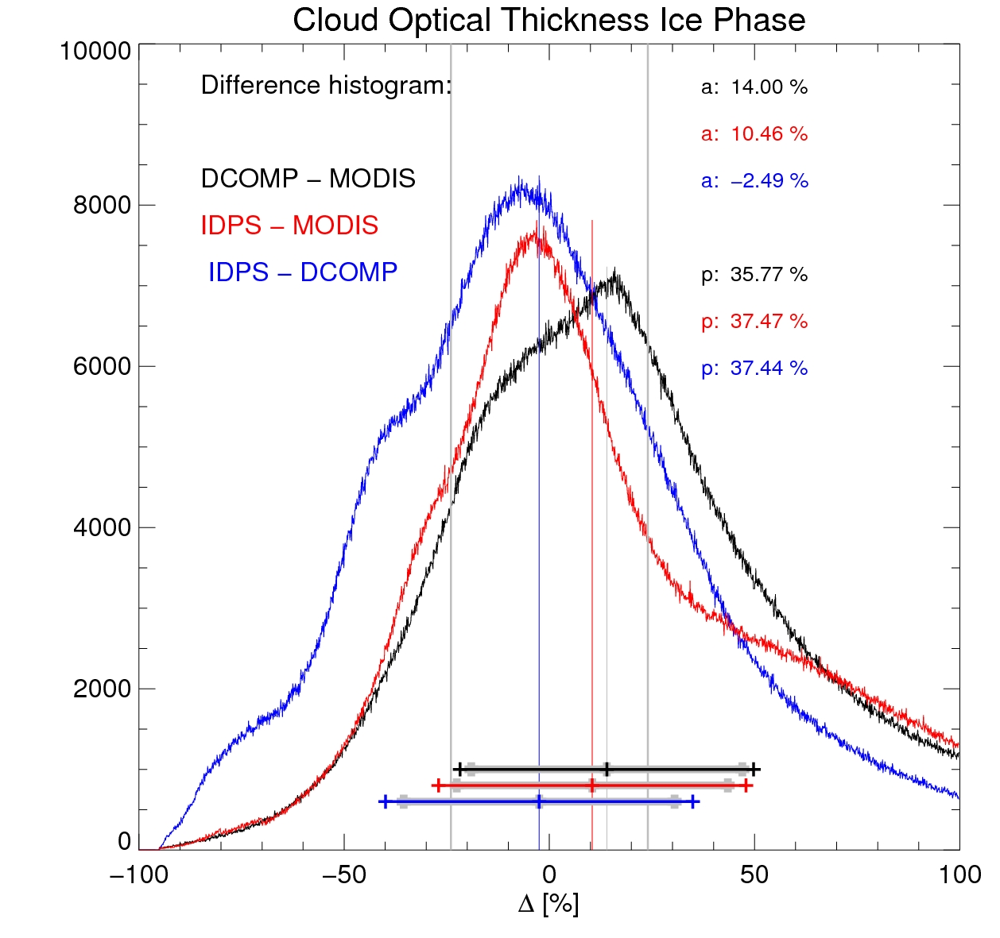 Cloud Optical Thickness Ice Phase
10000
8000
6000
4000
2000
0
Difference histogram:
DCOMP – MODIS
IDPS – MODIS
IDPS – DCOMP
a: 14.00 %
a: 10.46 %
a: –2.49 %
p: 35.77 %
p: 37.47 %
p: 37.44 %
–100 –50 0 50 100
Δ [%]